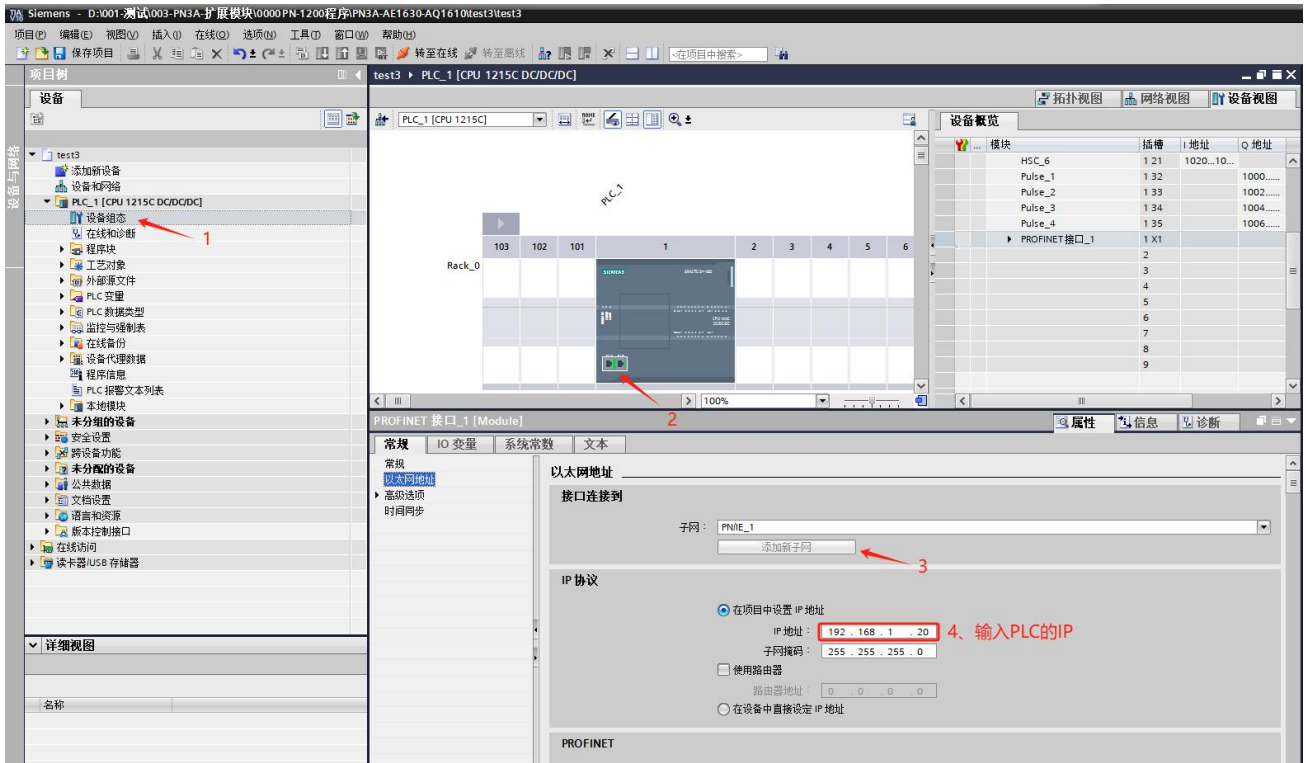 Siemens - D:\001-测试\003-PN3A-扩展模块\0000 PN-1200程序\PN3A-AE1630-AQ1610\test3\test3
项目(P) 编辑(E) 视图(V) 插入(I) 在线(O) 选项(N) 工具(T) 窗口(W) 帮助(H)
保存项目 转至在线 转至离线 <在项目中搜索>
项目树
设备
设备与网络
test3
添加新设备
设备和网络
PLC_1 [CPU 1215C DC/DC/DC]
设备组态
在线和诊断
程序块
工艺对象
外部源文件
PLC 变量
PLC 数据类型
监控与强制表
在线备份
设备代理数据
程序信息
PLC 报警文本列表
本地模块
未分组的设备
安全设置
跨设备功能
未分配的设备
公共数据
文档设置
语言和资源
版本控制接口
在线访问
读卡器/USB 存储器
1
详细视图
名称
test3 PLC_1 [CPU 1215C DC/DC/DC]
拓扑视图 网络视图 设备视图
PLC_1 [CPU 1215C]
PLC_1
103 102 101 1 2 3 4 5 6
Rack_0
SIEMENS
2
100%
设备概览
... 模块 插槽 I 地址 Q 地址
HSC_6 1 21 1020...10...
Pulse_1 1 32 1000......
Pulse_2 1 33 1002......
Pulse_3 1 34 1004......
Pulse_4 1 35 1006......
PROFINET接口_1 1 X1
2
3
4
5
6
7
8
9
PROFINET 接口_1 [Module]
属性 信息 诊断
常规 IO 变量 系统常数 文本
常规
以太网地址
高级选项
时间同步
以太网地址
接口连接到
子网： PN/IE_1
添加新子网
3
IP 协议
在项目中设置 IP 地址
IP 地址： 192 . 168 . 1 . 20
4、输入PLC的IP
子网掩码： 255 . 255 . 255 . 0
使用路由器
路由器地址： 0 . 0 . 0 . 0
在设备中直接设定 IP 地址
PROFINET